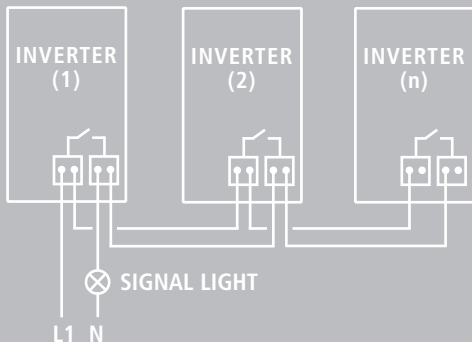 INVERTER
(1)
INVERTER
(2)
INVERTER
(n)
SIGNAL LIGHT
L1 N